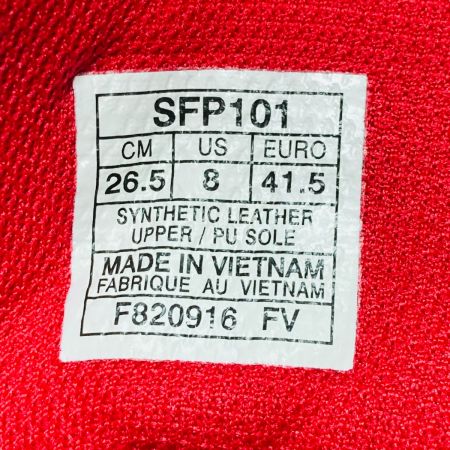 SFP101
CM US EURO
26.5 8 41.5
SYNTHETIC LEATHER
UPPER / PU SOLE
MADE IN VIETNAM
FABRIQUE AU VIETNAM
F820916 FV